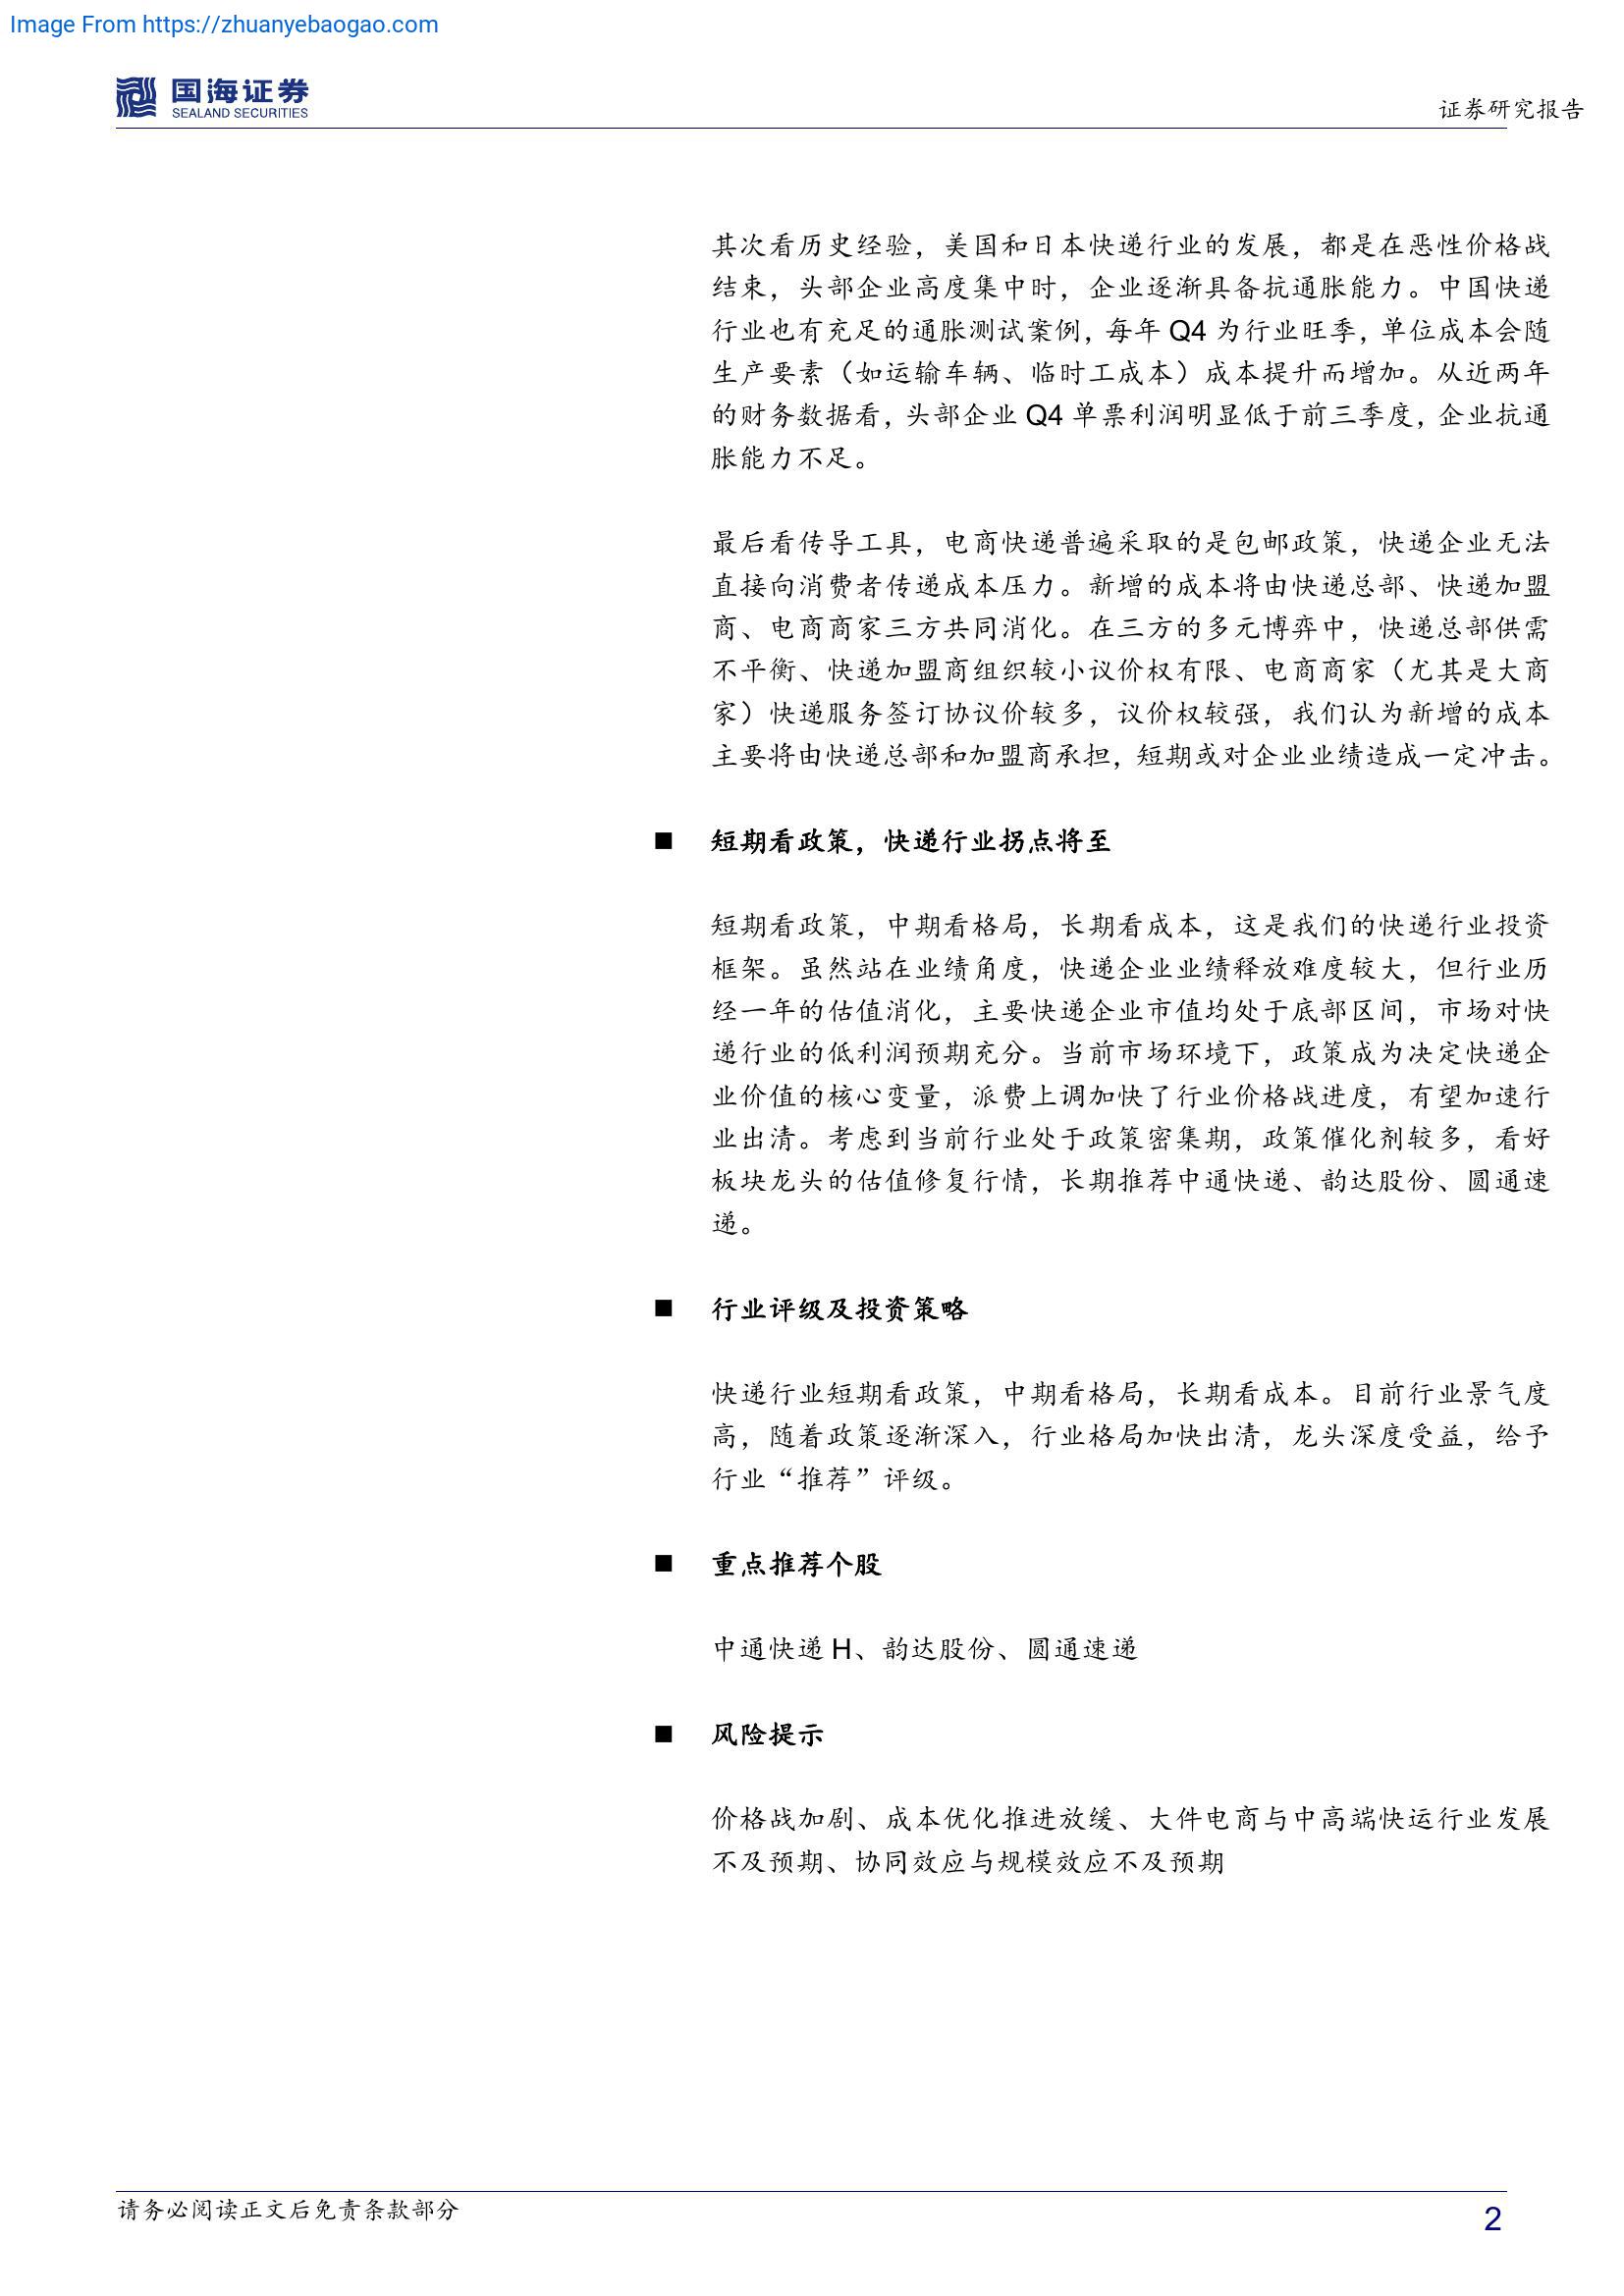 Image From https://zhuanyebaogao.com
国海证券
SEALAND SECURITIES
证券研究报告
其次看历史经验，美国和日本快递行业的发展，都是在恶性价格战
结束，头部企业高度集中时，企业逐渐具备抗通胀能力。中国快递
行业也有充足的通胀测试案例，每年 Q4 为行业旺季，单位成本会随
生产要素（如运输车辆、临时工成本）成本提升而增加。从近两年
的财务数据看，头部企业 Q4 单票利润明显低于前三季度，企业抗通
胀能力不足。
最后看传导工具，电商快递普遍采取的是包邮政策，快递企业无法
直接向消费者传递成本压力。新增的成本将由快递总部、快递加盟
商、电商商家三方共同消化。在三方的多元博弈中，快递总部供需
不平衡、快递加盟商组织较小议价权有限、电商商家（尤其是大商
家）快递服务签订协议价较多，议价权较强，我们认为新增的成本
主要将由快递总部和加盟商承担，短期或对企业业绩造成一定冲击。
■ 短期看政策，快递行业拐点将至
短期看政策，中期看格局，长期看成本，这是我们的快递行业投资
框架。虽然站在业绩角度，快递企业业绩释放难度较大，但行业历
经一年的估值消化，主要快递企业市值均处于底部区间，市场对快
递行业的低利润预期充分。当前市场环境下，政策成为决定快递企
业价值的核心变量，派费上调加快了行业价格战进度，有望加速行
业出清。考虑到当前行业处于政策密集期，政策催化剂较多，看好
板块龙头的估值修复行情，长期推荐中通快递、韵达股份、圆通速
递。
■ 行业评级及投资策略
快递行业短期看政策，中期看格局，长期看成本。目前行业景气度
高，随着政策逐渐深入，行业格局加快出清，龙头深度受益，给予
行业“推荐”评级。
■ 重点推荐个股
中通快递 H、韵达股份、圆通速递
■ 风险提示
价格战加剧、成本优化推进放缓、大件电商与中高端快运行业发展
不及预期、协同效应与规模效应不及预期
请务必阅读正文后免责条款部分
2